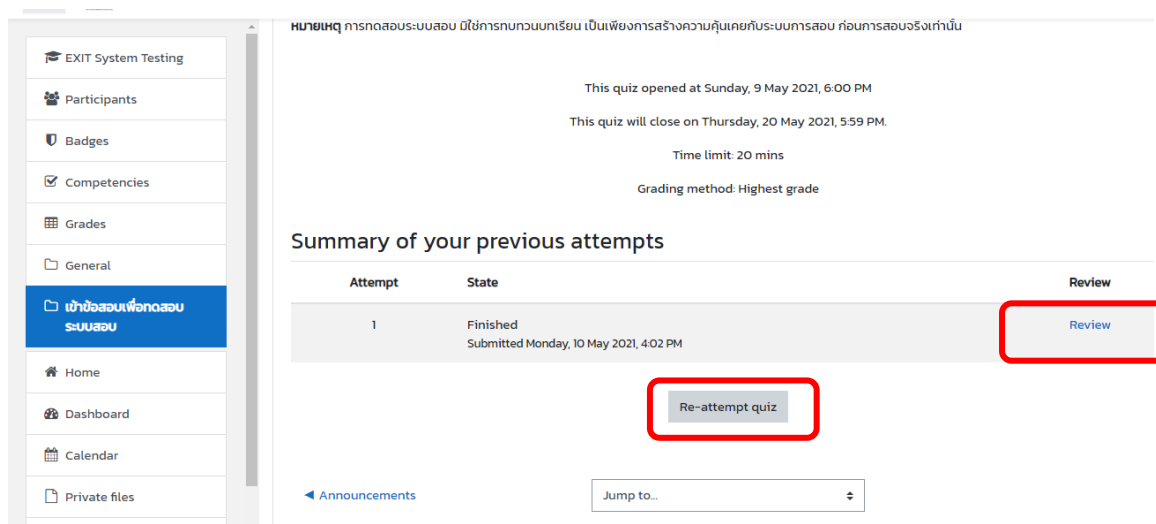 หมายเหตุ การทดสอบระบบสอบ มิใช่การทบทวนบทเรียน เป็นเพียงการสร้างความคุ้นเคยกับระบบการสอบ ก่อนการสอบจริงเท่านั้น
EXIT System Testing
Participants
Badges
Competencies
Grades
General
เข้าข้อสอบเพื่อทดสอบ
ระบบสอบ
Home
Dashboard
Calendar
Private files
This quiz opened at Sunday, 9 May 2021, 6:00 PM
This quiz will close on Thursday, 20 May 2021, 5:59 PM.
Time limit: 20 mins
Grading method: Highest grade
Summary of your previous attempts
Attempt State Review
1 Finished Review
Submitted Monday, 10 May 2021, 4:02 PM
Re-attempt quiz
◄ Announcements Jump to...